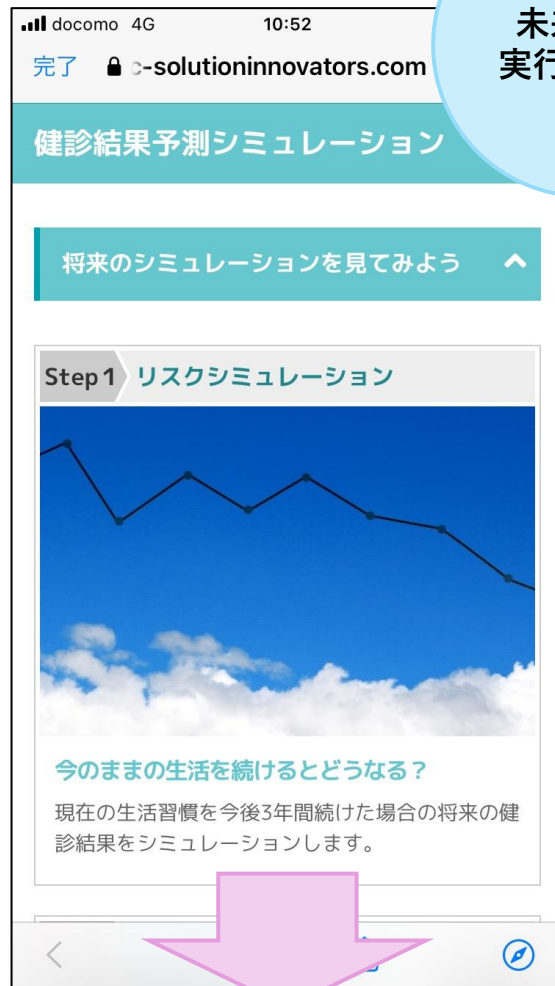 docomo 4G 10:52
未
実行
完了 c-solutioninnovators.com
健診結果予測シミュレーション
将来のシミュレーションを見てみよう
Step1 リスクシミュレーション
今のままの生活を続けるとどうなる？
現在の生活習慣を今後3年間続けた場合の将来の健
診結果をシミュレーションします。